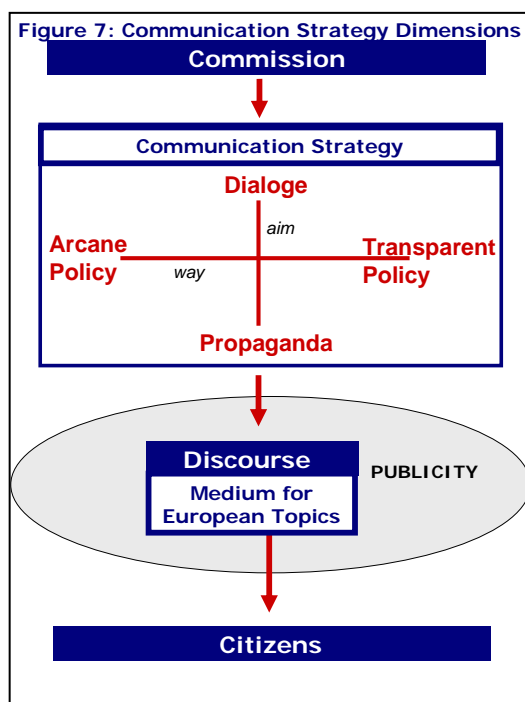 Figure 7: Communication Strategy Dimensions
Commission
Communication Strategy
Dialoge
aim
Arcane
Policy
way
Transparent
Policy
Propaganda
Discourse
PUBLICITY
Medium for
European Topics
Citizens